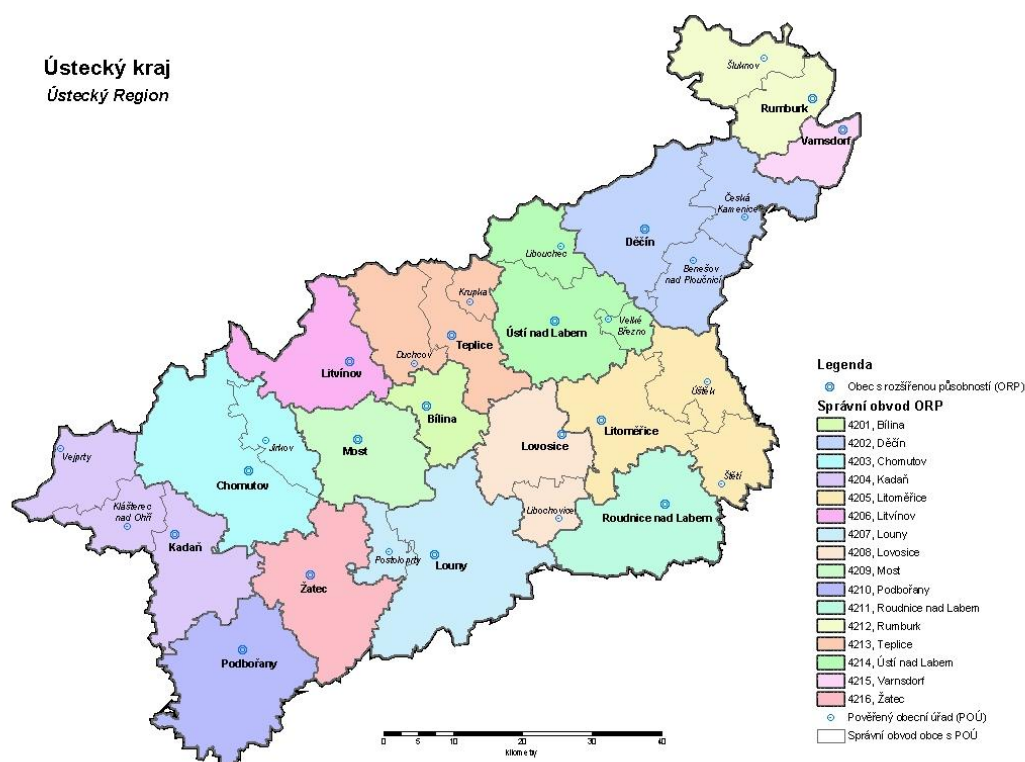 Ústecký kraj
Ústecký Region
Šluknov
Rumburk
Varnsdorf
Česká
Kamenice
Děčín
Libouchec
Benešov
nad Ploučnicí
Krupka
Velké
Březno
Ústí nad Labem
Teplice
Duchcov
Litvínov
Úštěk
Bílina
Litoměřice
Most
Lovosice
Jirkov
Vejprty
Chomutov
Štětí
Klášterec
nad Ohří
Libochovice
Roudnice nad Labem
Kadaň
Postoloprty
Louny
Žatec
Podbořany
Legenda
Obec s rozšířenou působností (ORP)
Správní obvod ORP
4201, Bílina
4202, Děčín
4203, Chomutov
4204, Kadaň
4205, Litoměřice
4206, Litvínov
4207, Louny
4208, Lovosice
4209, Most
4210, Podbořany
4211, Roudnice nad Labem
4212, Rumburk
4213, Teplice
4214, Ústí nad Labem
4215, Varnsdorf
4216, Žatec
Pověřený obecní úřad (POÚ)
Správní obvod obce s POÚ
0 5 10 20 30 40
kilometry